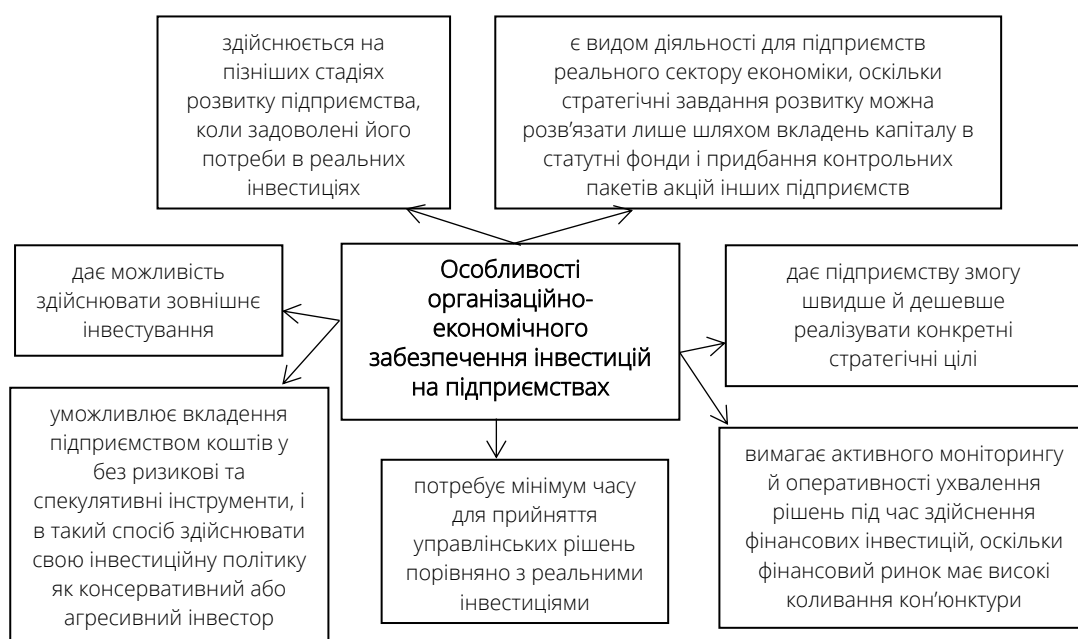 здійснюється на
пізніших стадіях
розвитку підприємства,
коли задоволені його
потреби в реальних
інвестиціях
є видом діяльності для підприємств
реального сектору економіки, оскільки
стратегічні завдання розвитку можна
розв’язати лише шляхом вкладень капіталу в
статутні фонди і придбання контрольних
пакетів акцій інших підприємств
дає можливість
здійснювати зовнішнє
інвестування
Особливості
організаційно-
економічного
забезпечення інвестицій
на підприємствах
дає підприємству змогу
швидше й дешевше
реалізувати конкретні
стратегічні цілі
уможливлює вкладення
підприємством коштів у
без ризикові та
спекулятивні інструменти, і
в такий спосіб здійснювати
свою інвестиційну політику
як консервативний або
агресивний інвестор
потребує мінімум часу
для прийняття
управлінських рішень
порівняно з реальними
інвестиціями
вимагає активного моніторингу
й оперативності ухвалення
рішень під час здійснення
фінансових інвестицій, оскільки
фінансовий ринок має високі
коливання кон’юнктури